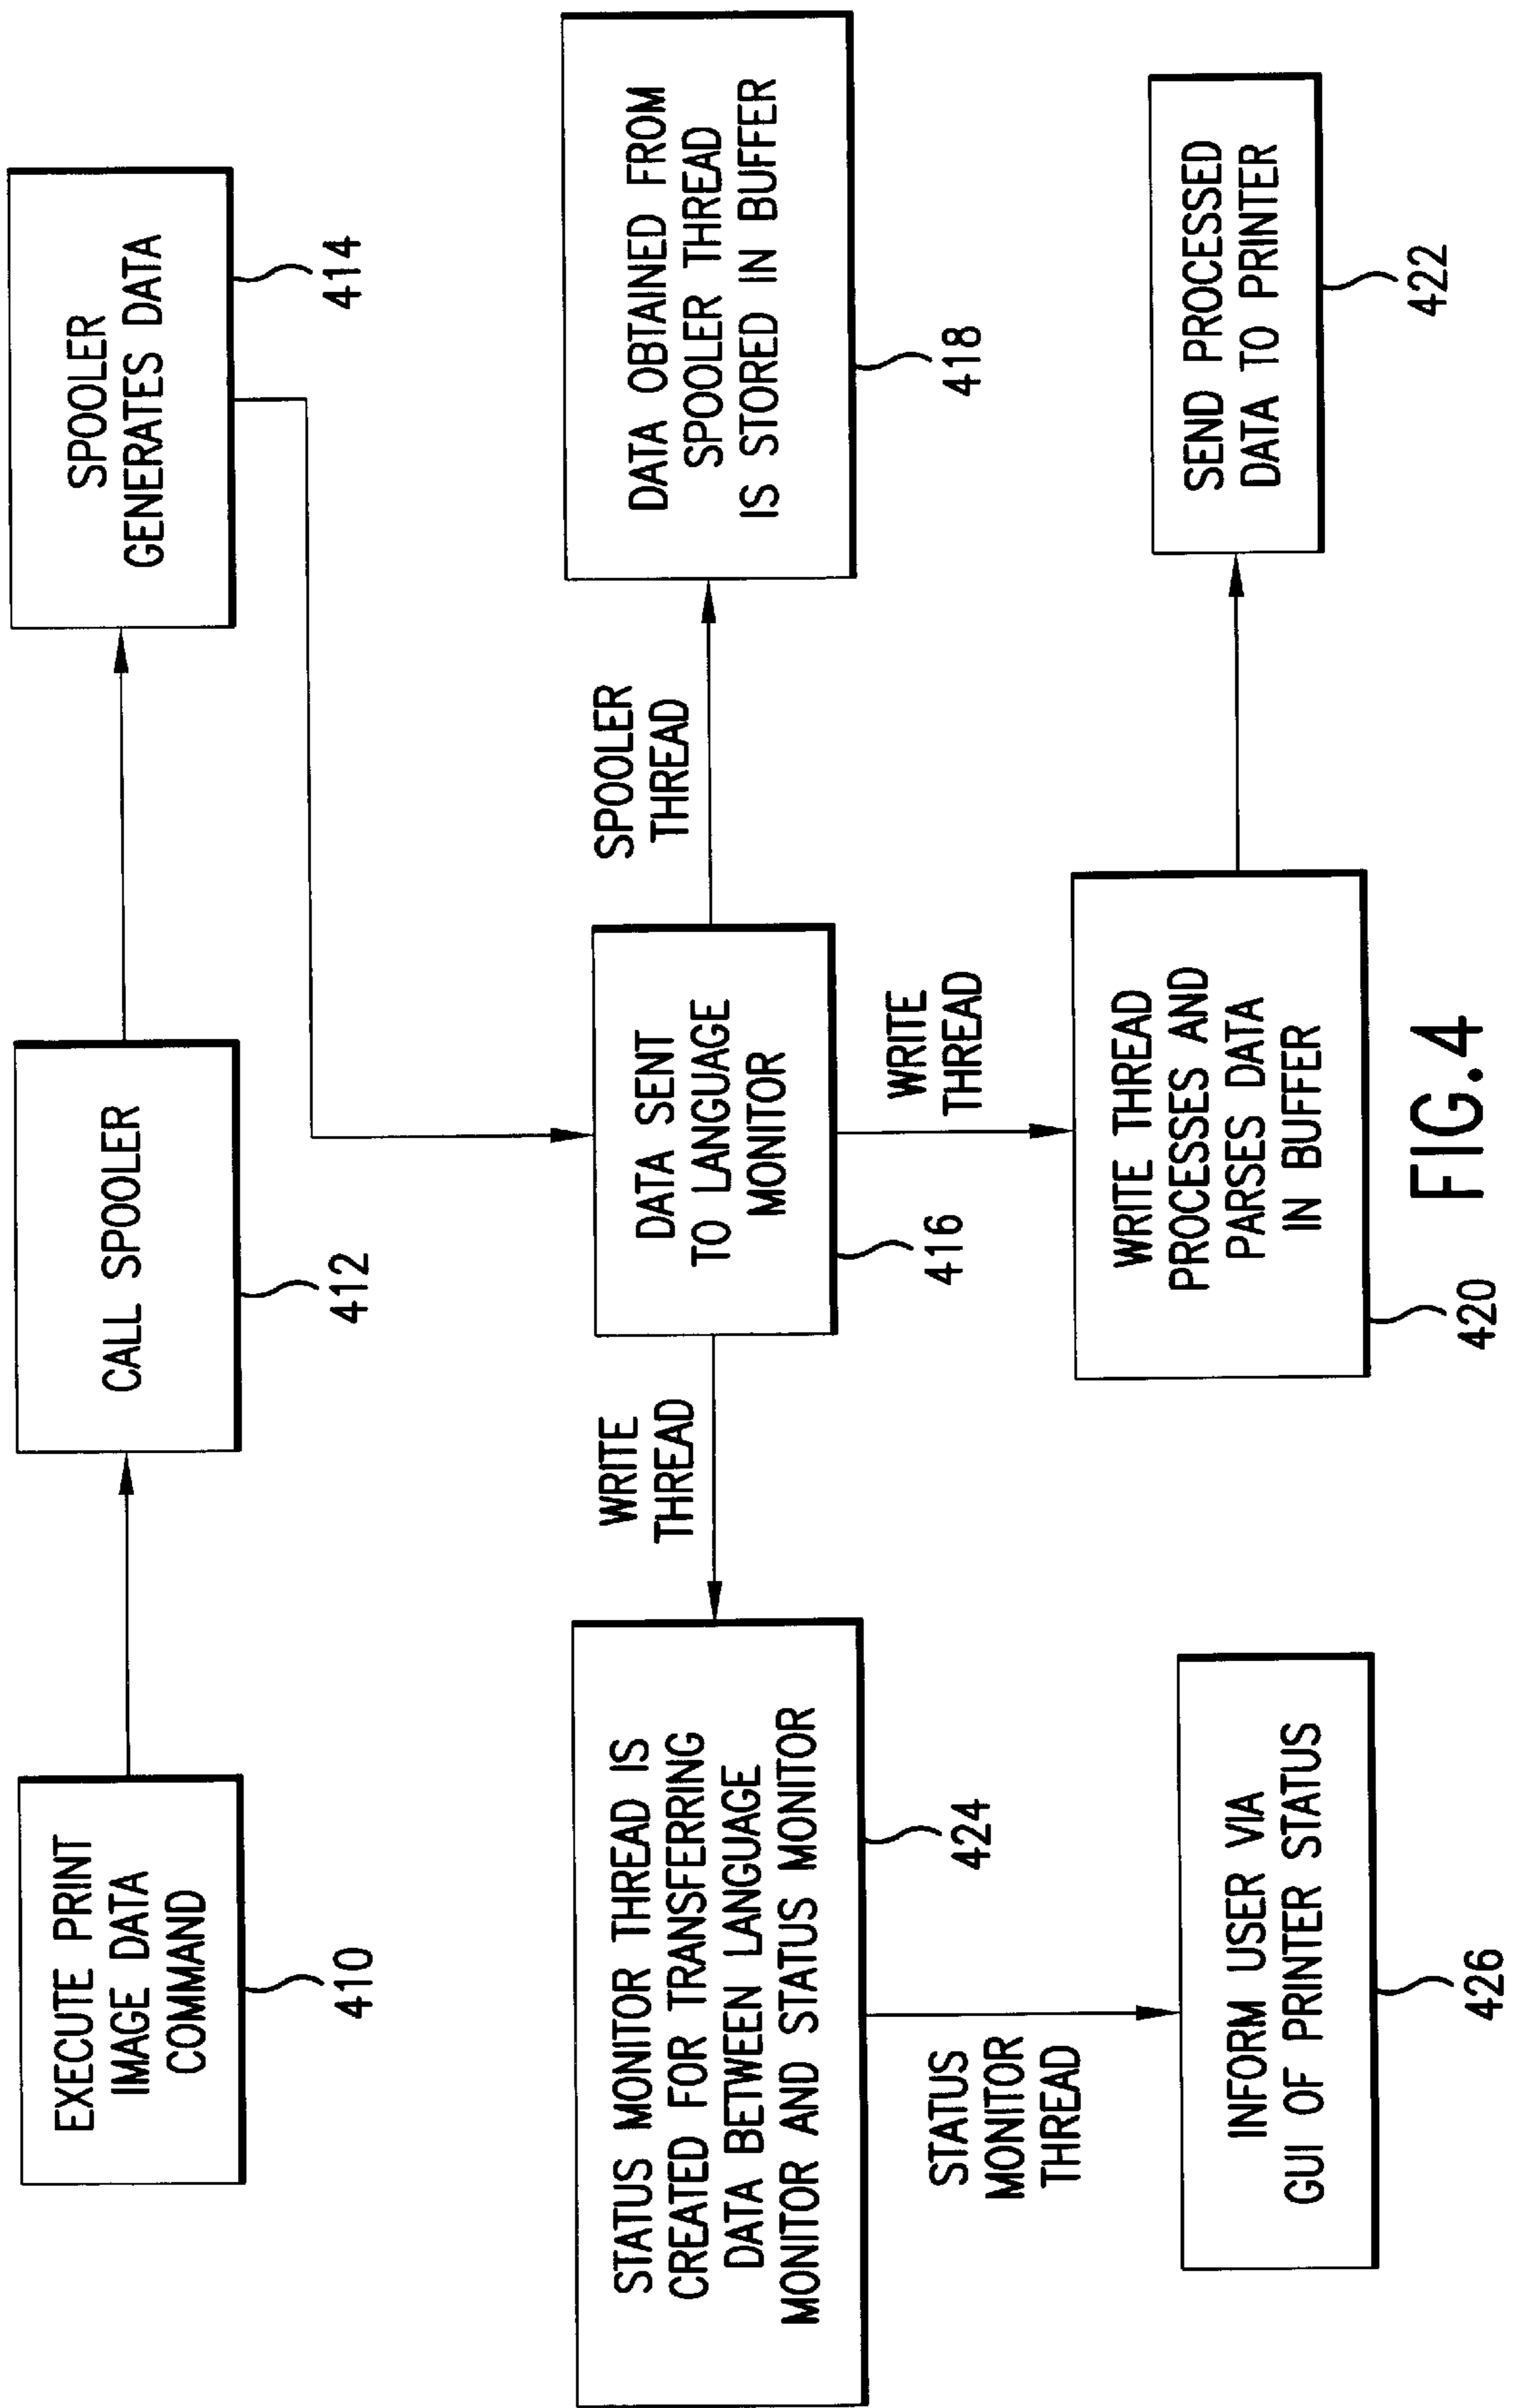 EXECUTE PRINT
IMAGE DATA
COMMAND
410
CALL SPOOLER
412
SPOOLER
GENERATES DATA
414
STATUS MONITOR THREAD IS
CREATED FOR TRANSFERRING
DATA BETWEEN LANGUAGE
MONITOR AND STATUS MONITOR
424
WRITE
THREAD
DATA SENT
TO LANGUAGE
MONITOR
416
SPOOLER
THREAD
DATA OBTAINED FROM
SPOOLER THREAD
IS STORED IN BUFFER
418
STATUS
MONITOR
THREAD
WRITE
THREAD
INFORM USER VIA
GUI OF PRINTER STATUS
426
WRITE THREAD
PROCESSES AND
PARSES DATA
IN BUFFER
420
SEND PROCESSED
DATA TO PRINTER
422
FIG.4